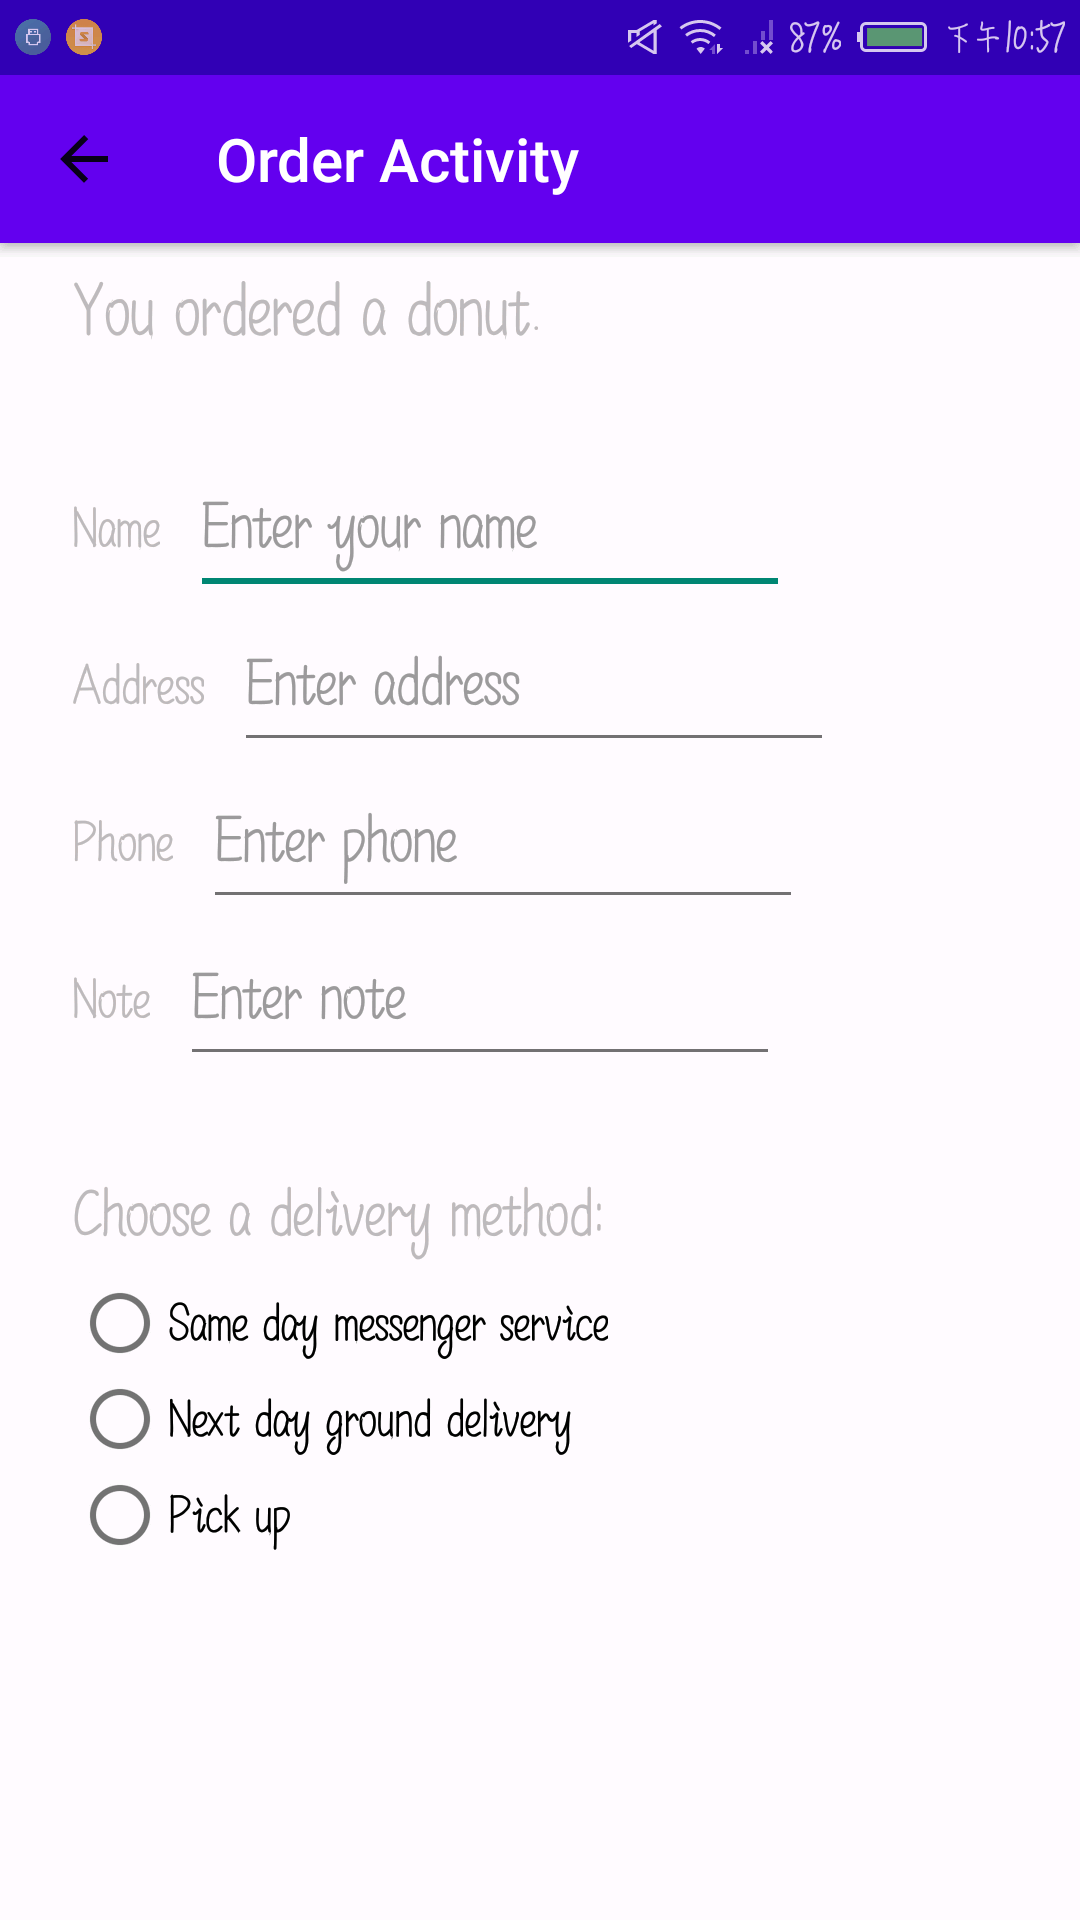 87% 下午10:57
Order Activity
You ordered a donut.
Name Enter your name
Address Enter address
Phone Enter phone
Note Enter note
Choose a delivery method:
Same day messenger service
Next day ground delivery
Pick up